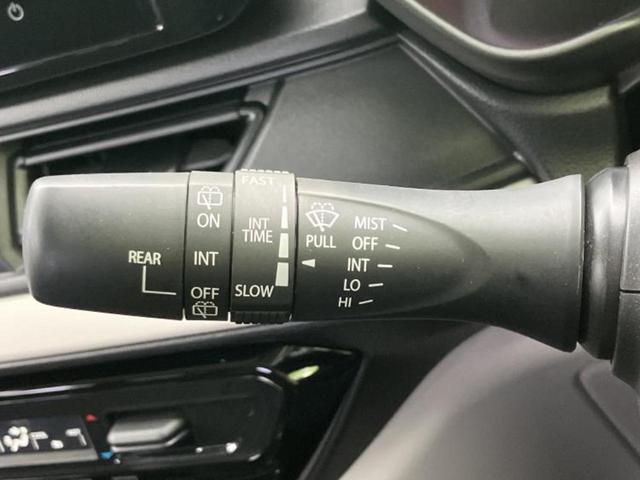 REAR
ON
INT
OFF
FAST
INT
TIME
SLOW
PULL
MIST
OFF
INT
LO
HI